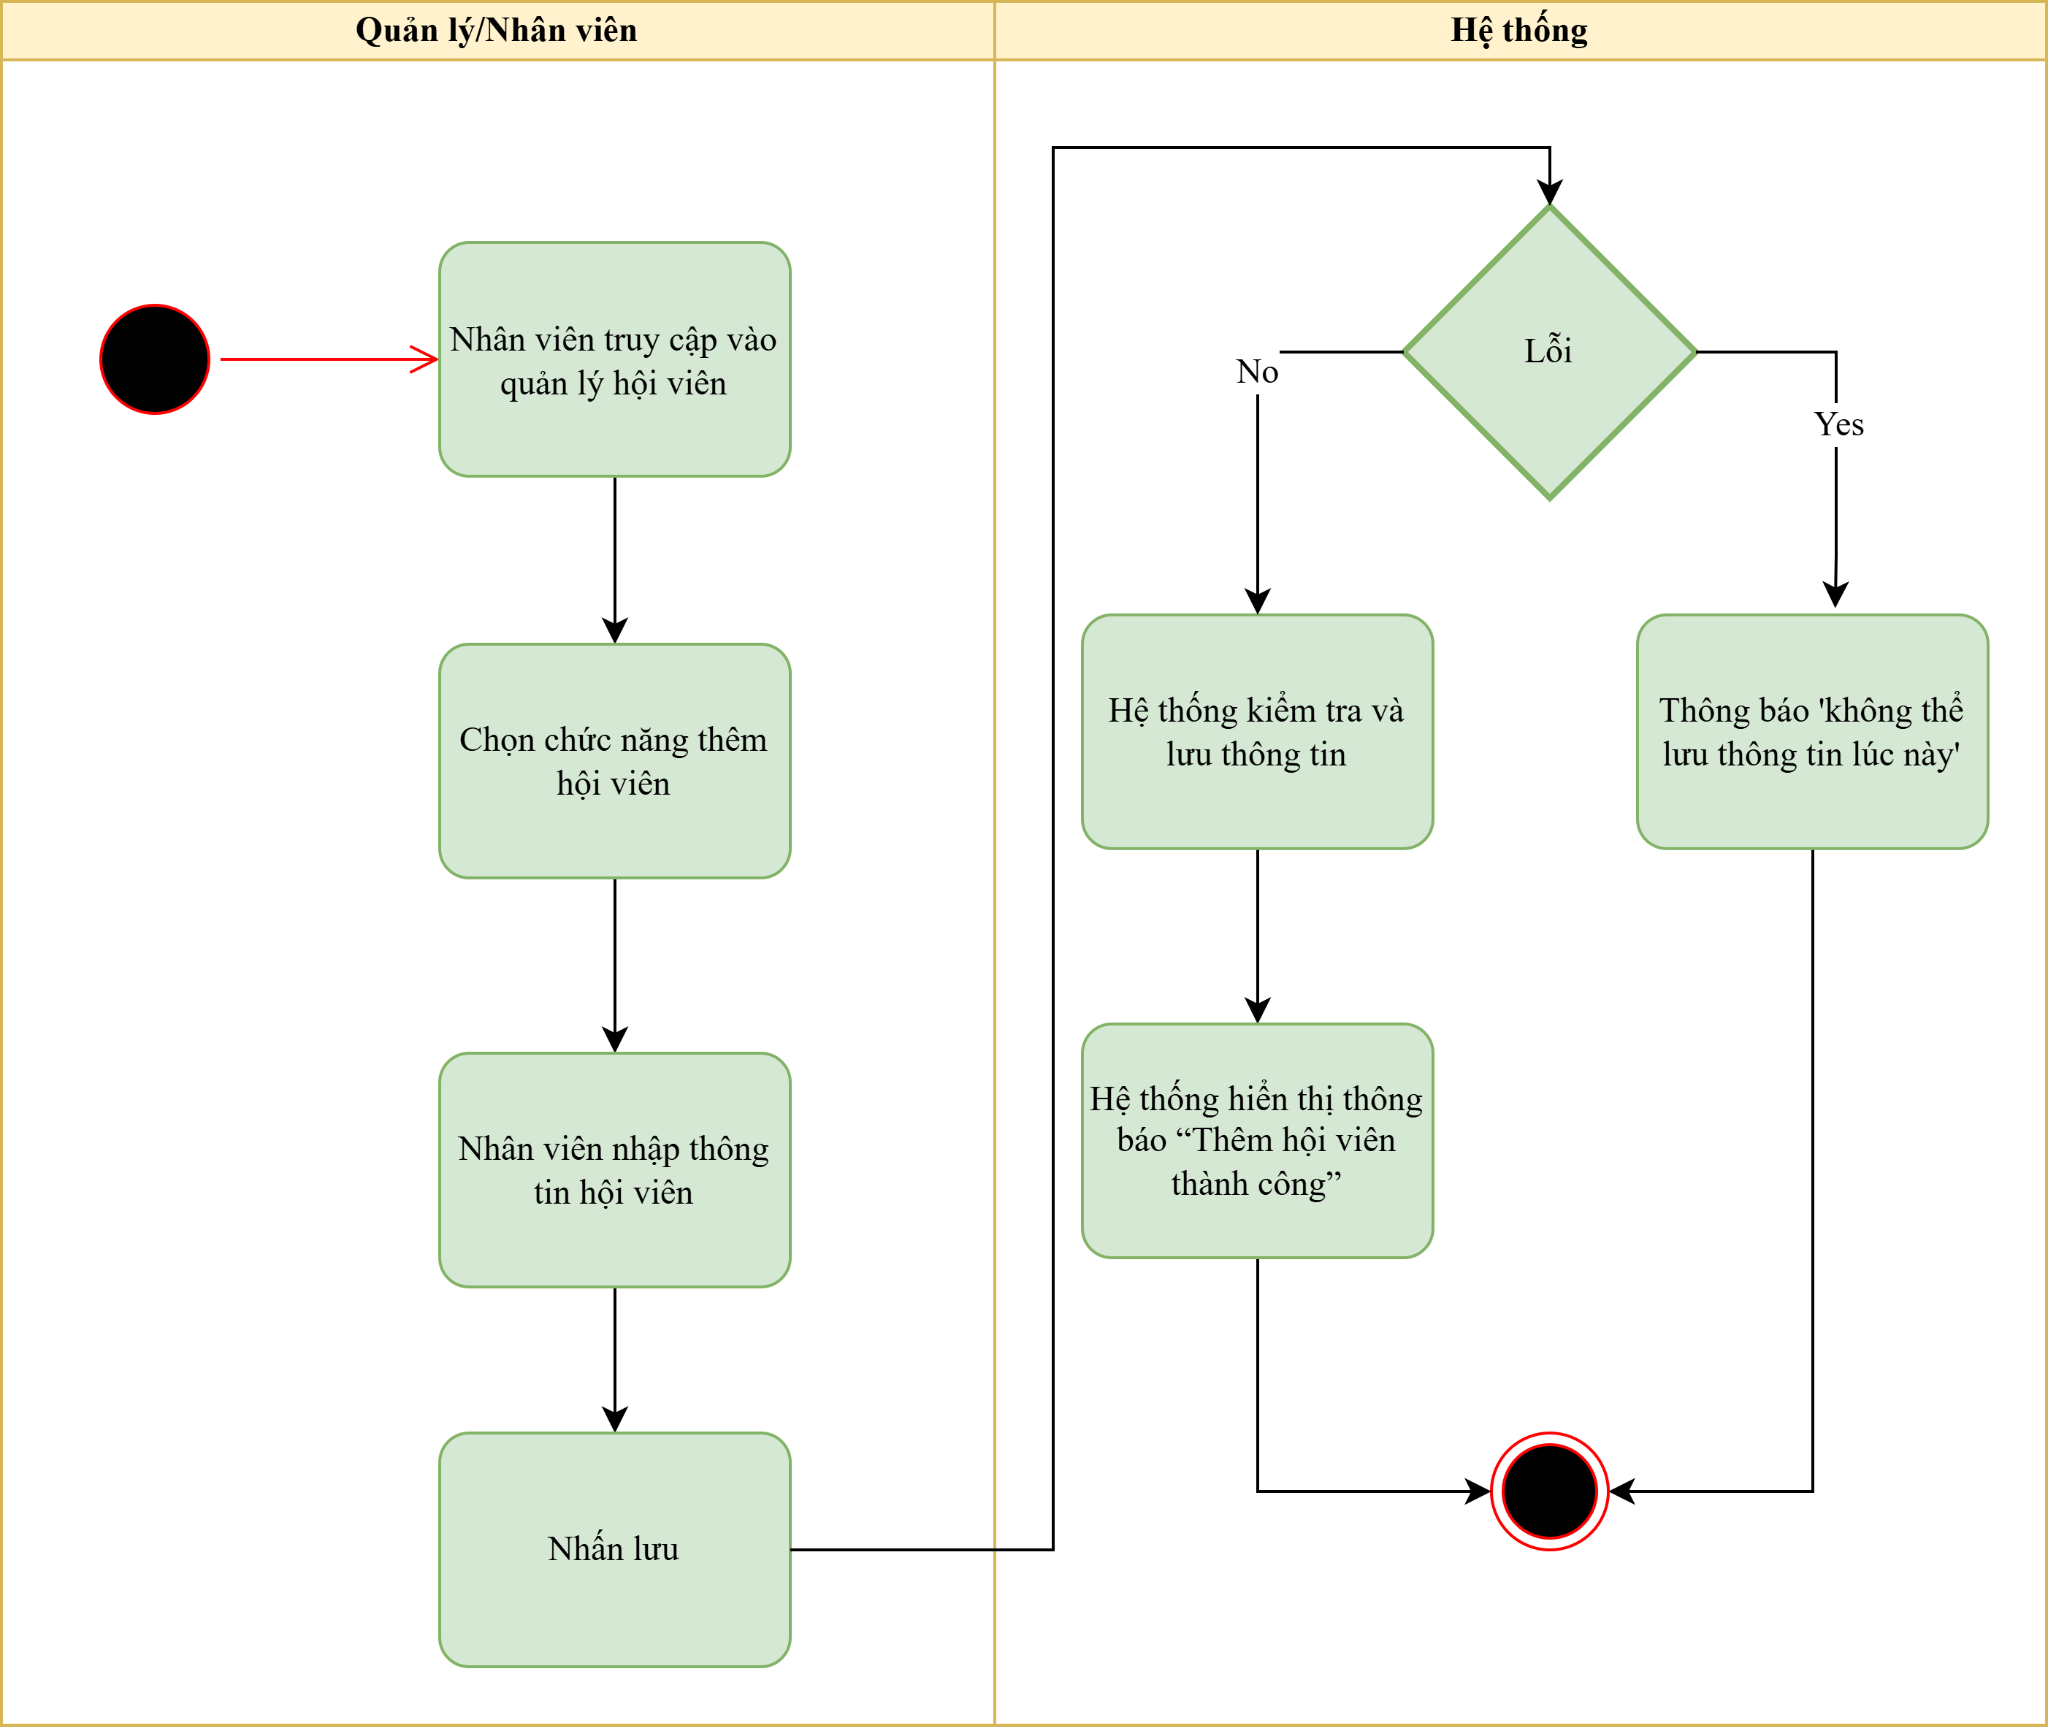 Quản lý/Nhân viên
Hệ thống
Nhân viên truy cập vào
quản lý hội viên
Chọn chức năng thêm
hội viên
Nhân viên nhập thông
tin hội viên
Nhấn lưu
Lỗi
No
Yes
Hệ thống kiểm tra và
lưu thông tin
Thông báo 'không thể
lưu thông tin lúc này'
Hệ thống hiển thị thông
báo “Thêm hội viên
thành công”